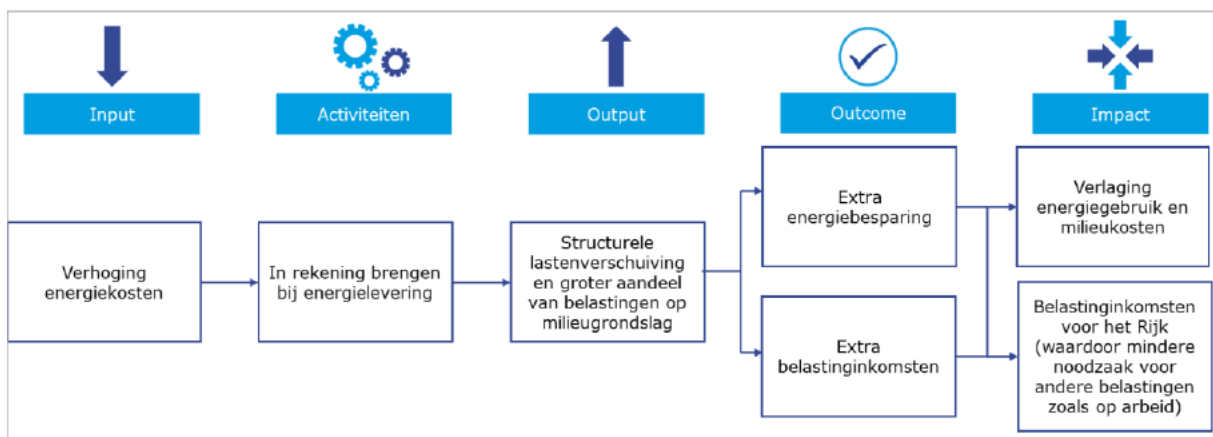 Input
Activiteiten
Output
Outcome
Impact
Verhoging
energiekosten
In rekening brengen
bij energielevering
Structurele
lastenverschuiving
en groter aandeel
van belastingen op
milieugrondslag
Extra
energiebesparing
Extra
belastinginkomsten
Verlaging
energiegebruik en
milieukosten
Belastinginkomsten
voor het Rijk
(waardoor mindere
noodzaak voor
andere belastingen
zoals op arbeid)